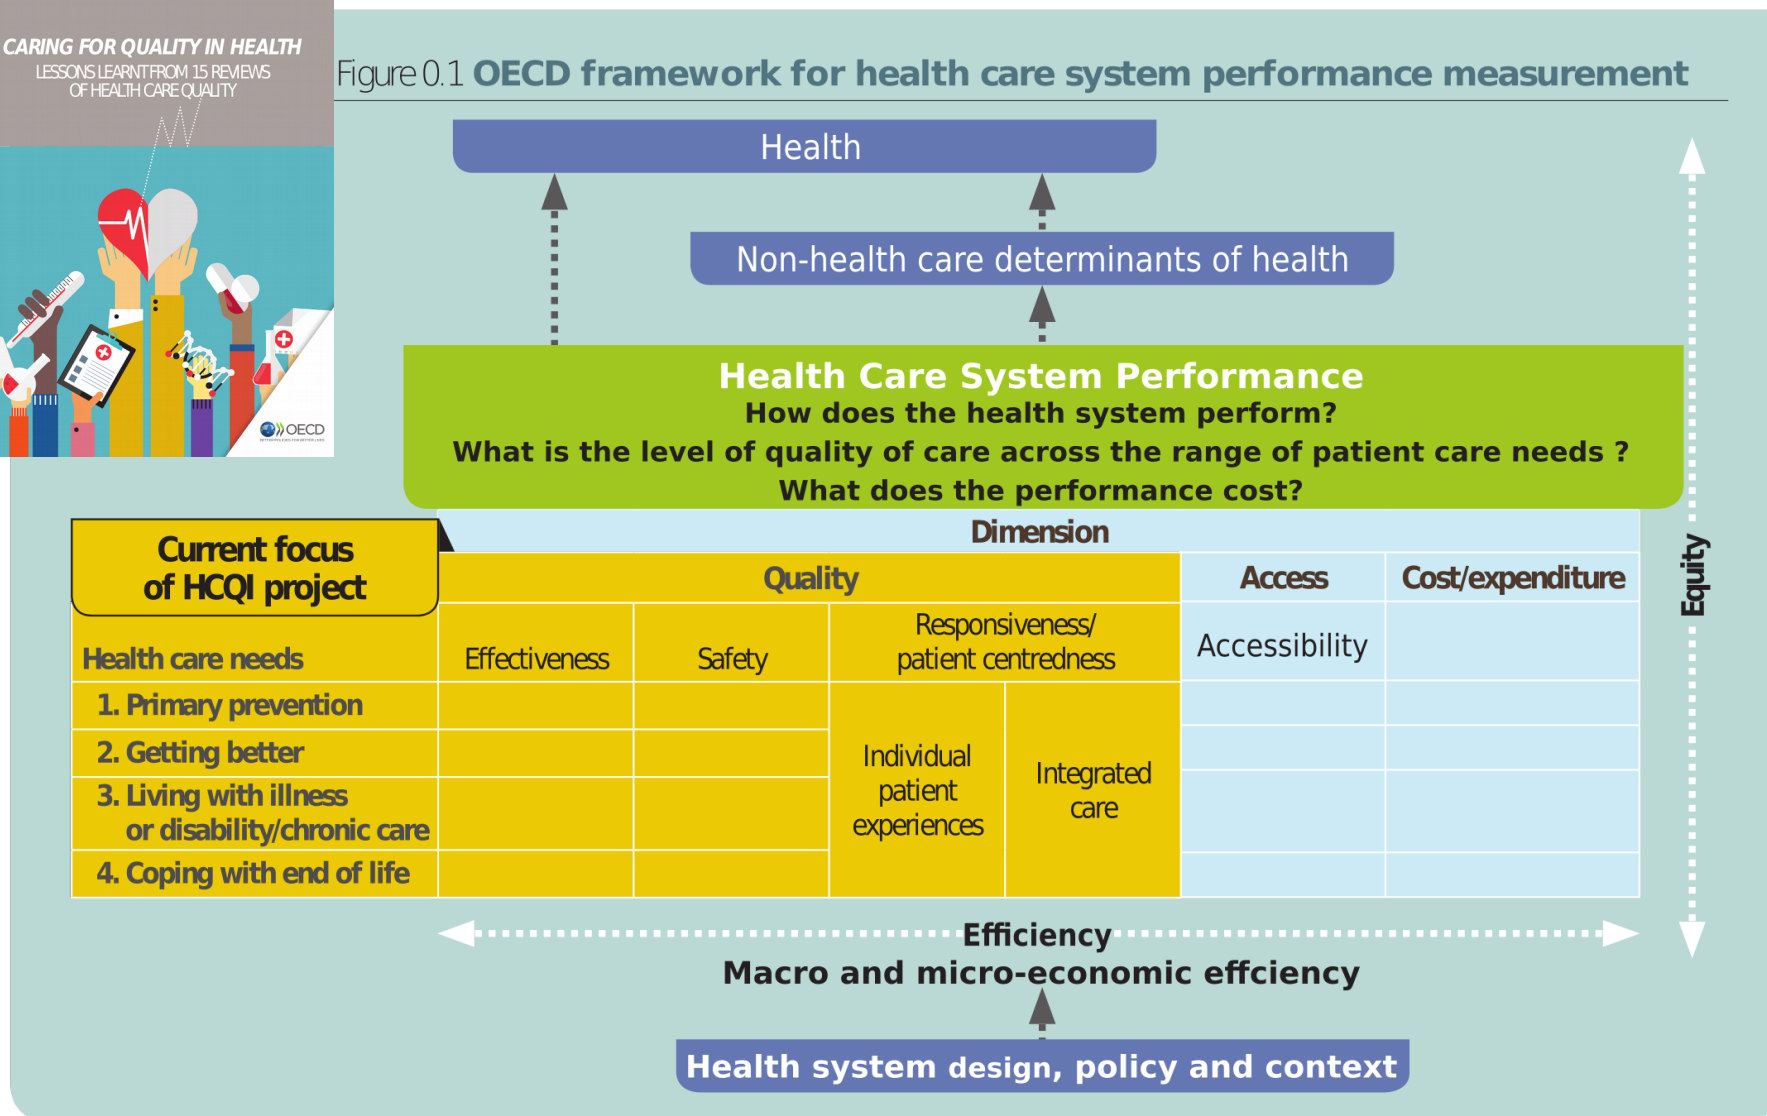 CARING FOR QUALITY IN HEALTH
LESSONS LEARNT FROM 15 REVIEWS
OF HEALTH CARE QUALITY
OECD
BETTER POLICIES FOR BETTER LIVES
Figure 0.1 OECD framework for health care system performance measurement
Health
Non-health care determinants of health
Health Care System Performance
How does the health system perform?
What is the level of quality of care across the range of patient care needs ?
What does the performance cost?
Current focus
of HCQI project
Dimension
Quality
Access
Cost/expenditure
Health care needs
Effectiveness
Safety
Responsiveness/
patient centredness
Accessibility
1. Primary prevention
2. Getting better
3. Living with illness
or disability/chronic care
4. Coping with end of life
Individual
patient
experiences
Integrated
care
Equity
Efficiency
Macro and micro-economic effciency
Health system design, policy and context